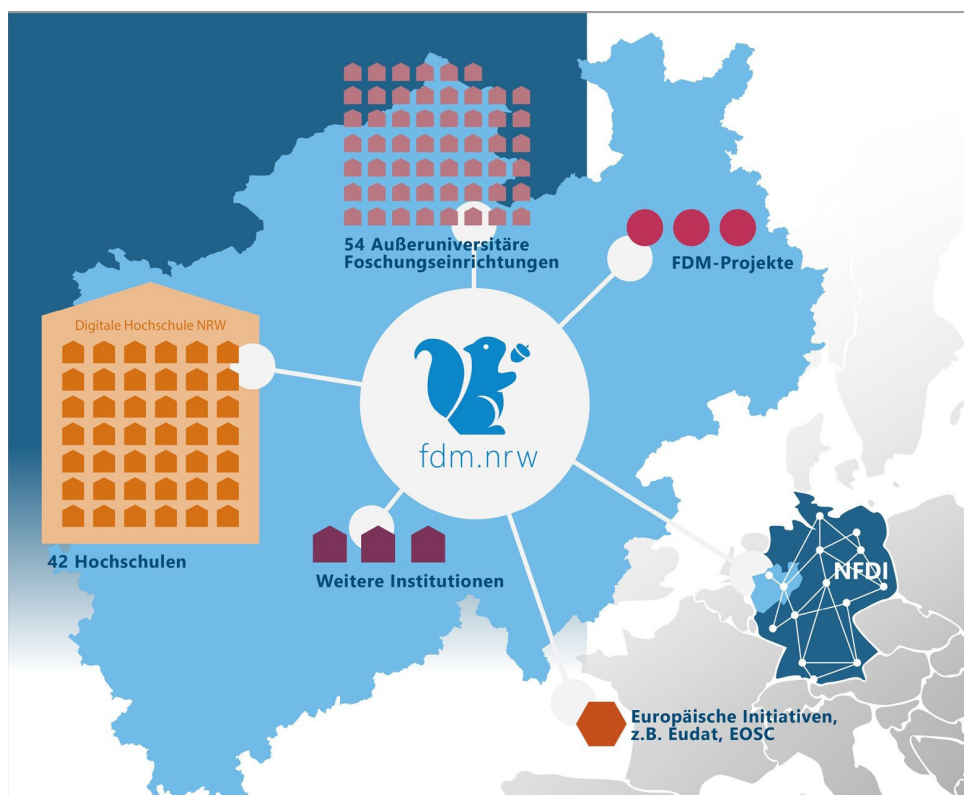 54 Außeruniversitäre
Foschungseinrichtungen
FDM-Projekte
Digitale Hochschule NRW
fdm.nrw
42 Hochschulen
Weitere Institutionen
NFDI
Europäische Initiativen,
z.B. Eudat, EOSC